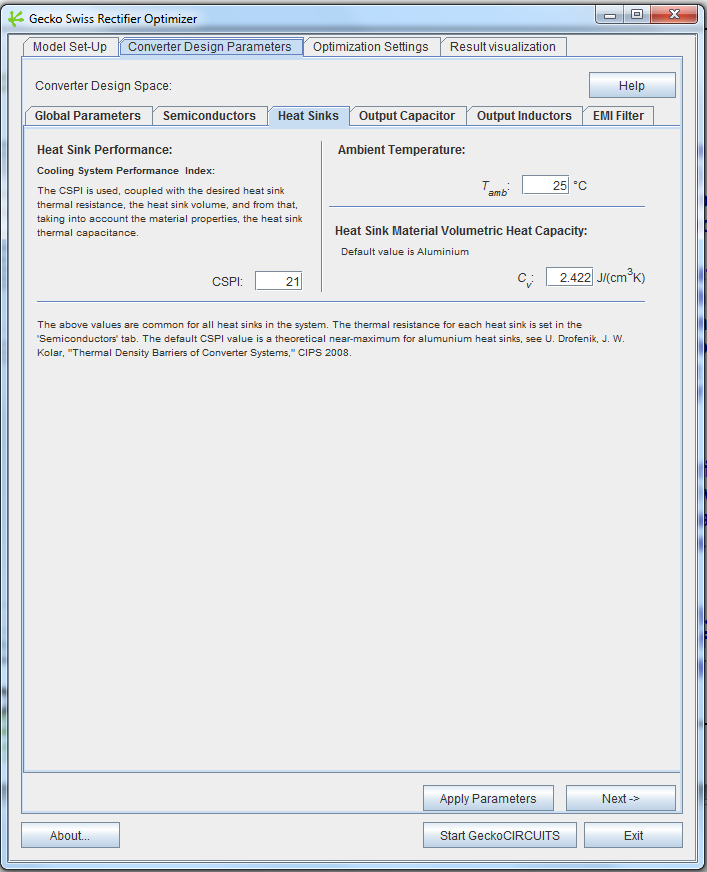 Gecko Swiss Rectifier Optimizer
Model Set-Up
Converter Design Parameters
Optimization Settings
Result visualization
Converter Design Space:
Help
Global Parameters
Semiconductors
Heat Sinks
Output Capacitor
Output Inductors
EMI Filter
Heat Sink Performance:
Cooling System Performance Index:
The CSPI is used, coupled with the desired heat sink
thermal resistance, the heat sink volume, and from that,
taking into account the material properties, the heat sink
thermal capacitance.
CSPI: 21
Ambient Temperature:
Tamb: 25 °C
Heat Sink Material Volumetric Heat Capacity:
Default value is Aluminium
Cv: 2.422 J/(cm3K)
The above values are common for all heat sinks in the system. The thermal resistance for each heat sink is set in the
'Semiconductors' tab. The default CSPI value is a theoretical near-maximum for alumunium heat sinks, see U. Drofenik, J. W.
Kolar, "Thermal Density Barriers of Converter Systems," CIPS 2008.
Apply Parameters
Next ->
About...
Start GeckoCIRCUITS
Exit